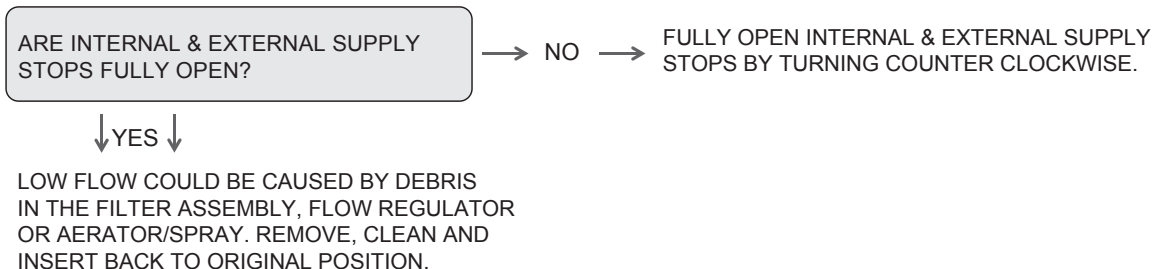 ARE INTERNAL & EXTERNAL SUPPLY
STOPS FULLY OPEN?
NO
FULLY OPEN INTERNAL & EXTERNAL SUPPLY
STOPS BY TURNING COUNTER CLOCKWISE.
YES
LOW FLOW COULD BE CAUSED BY DEBRIS
IN THE FILTER ASSEMBLY, FLOW REGULATOR
OR AERATOR/SPRAY. REMOVE, CLEAN AND
INSERT BACK TO ORIGINAL POSITION.